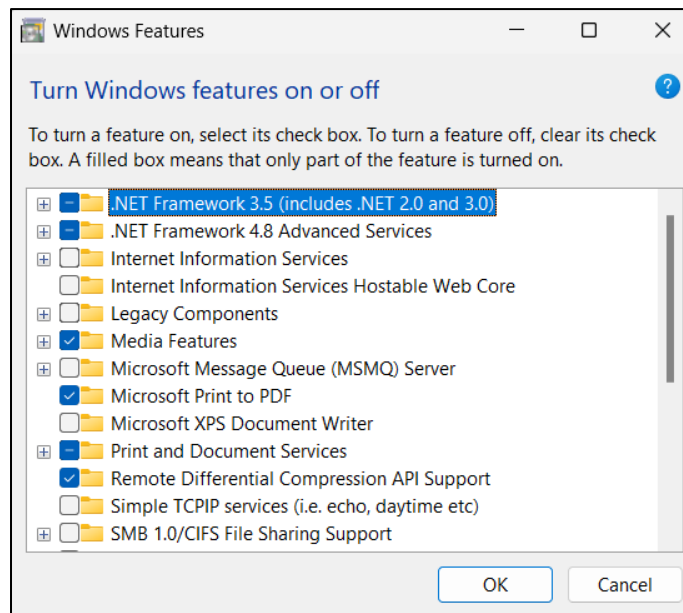 Windows Features
Turn Windows features on or off
?
To turn a feature on, select its check box. To turn a feature off, clear its check
box. A filled box means that only part of the feature is turned on.
.NET Framework 3.5 (includes .NET 2.0 and 3.0)
.NET Framework 4.8 Advanced Services
Internet Information Services
Internet Information Services Hostable Web Core
Legacy Components
Media Features
Microsoft Message Queue (MSMQ) Server
Microsoft Print to PDF
Microsoft XPS Document Writer
Print and Document Services
Remote Differential Compression API Support
Simple TCPIP services (i.e. echo, daytime etc)
SMB 1.0/CIFS File Sharing Support
OK
Cancel